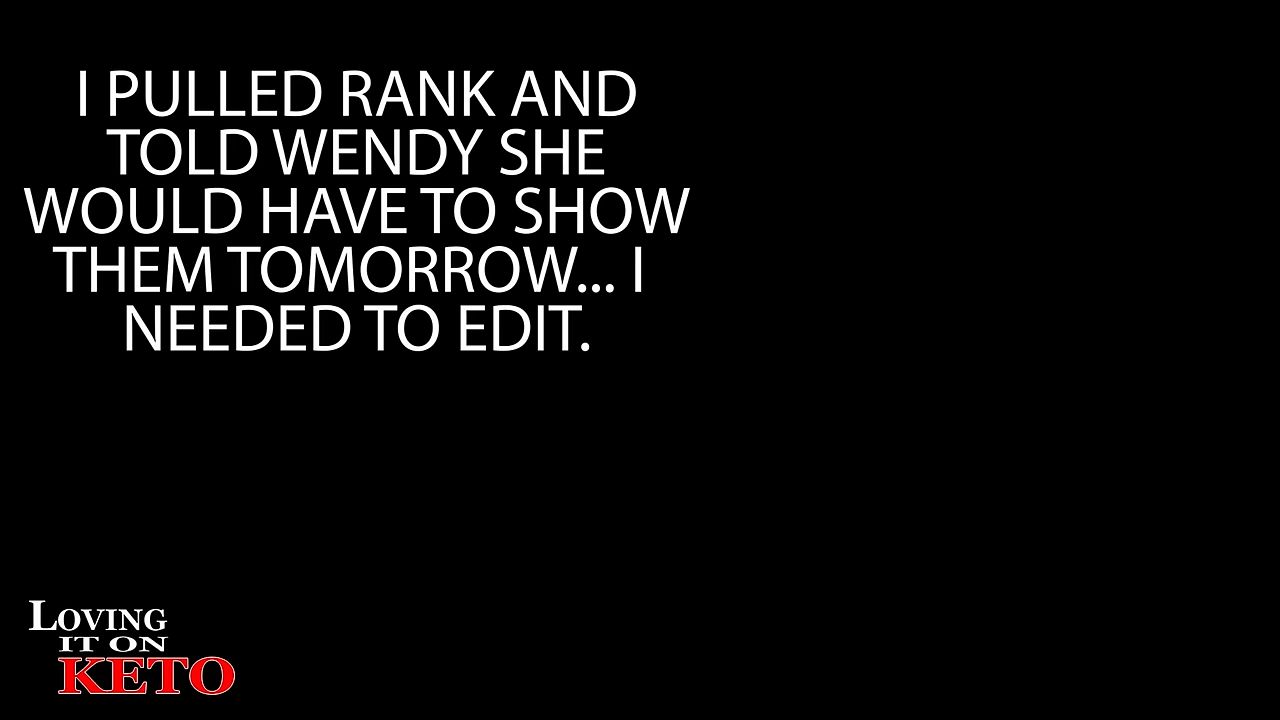 I PULLED RANK AND
TOLD WENDY SHE
WOULD HAVE TO SHOW
THEM TOMORROW... I
NEEDED TO EDIT.
LOVING
IT ON
KETO